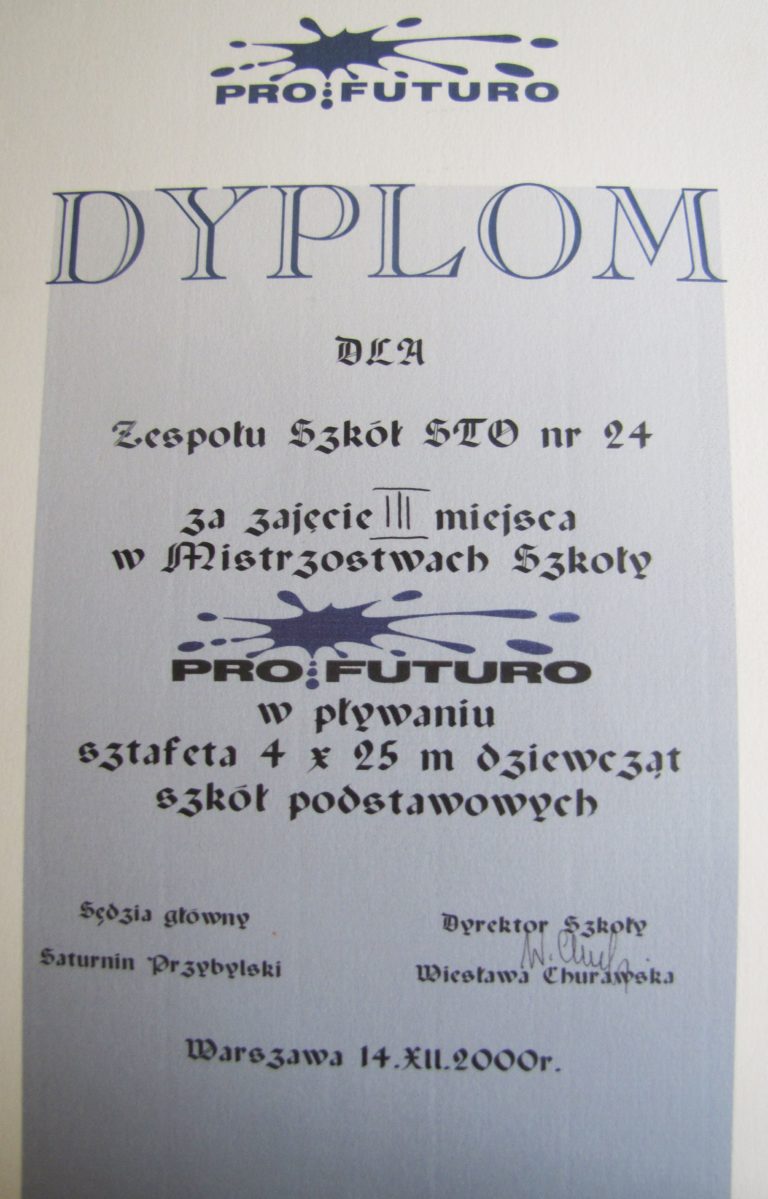 PRO FUTURO
DYPLOM
DLA
Zespołu Szkół STO nr 24
za zajęcie III miejsca
w Mistrzostwach Szkoły
PRO FUTURO
w pływaniu
sztafeta 4 x 25 m dziewcząt
szkół podstawowych
Sędzia główny
Saturnin Przybylski
Dyrektor Szkoły
Wiesława Churawska
Warszawa 14.XII.2000r.